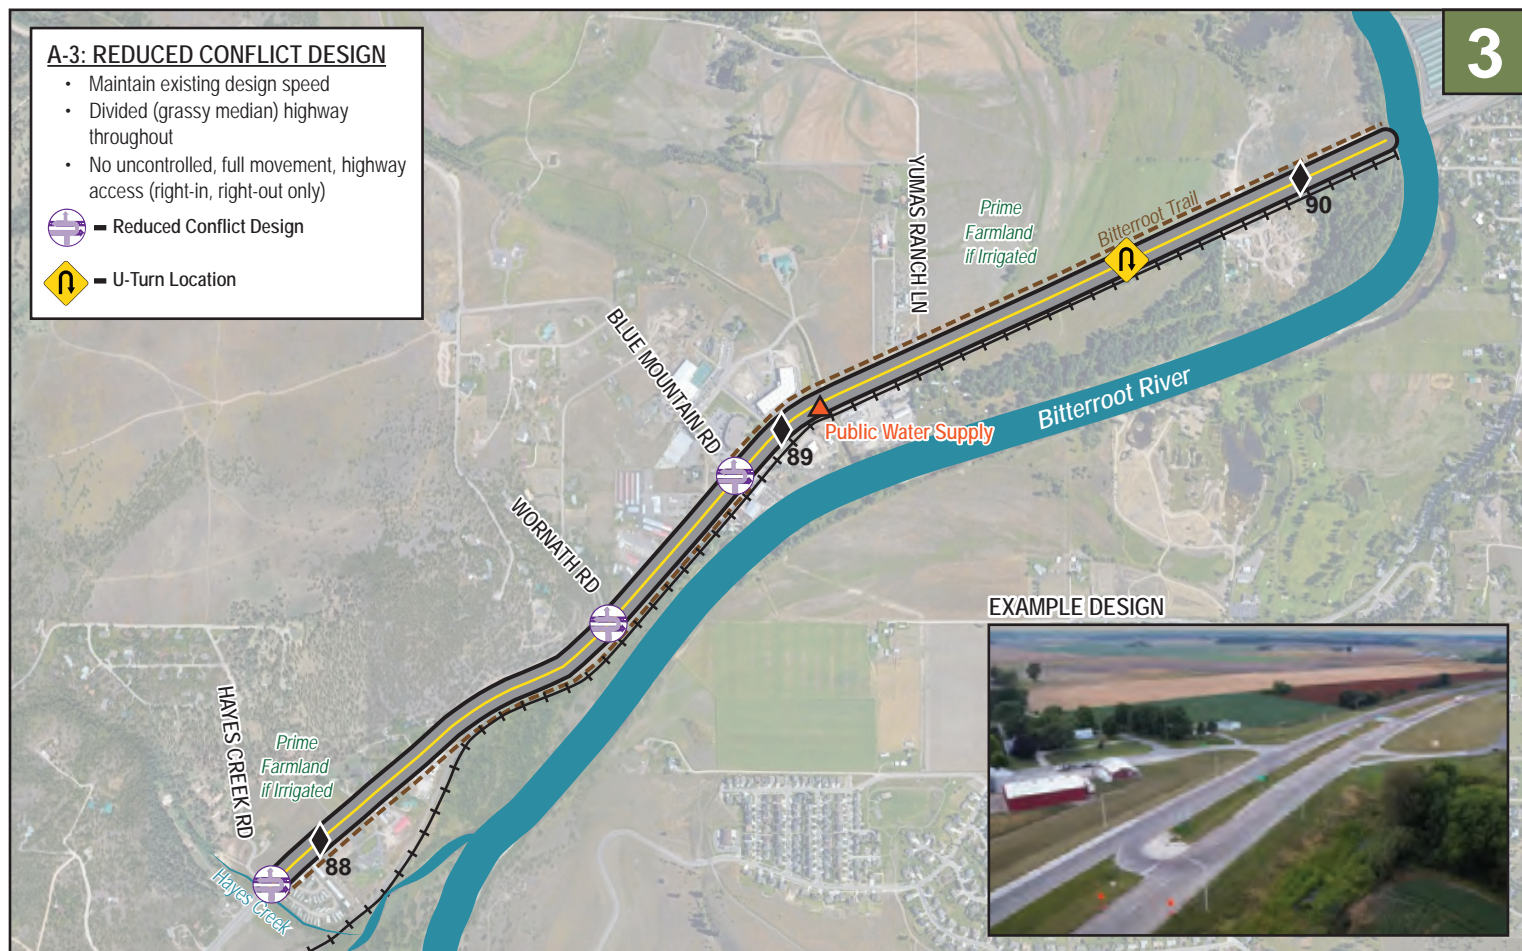 A-3: REDUCED CONFLICT DESIGN
• Maintain existing design speed
• Divided (grassy median) highway
throughout
• No uncontrolled, full movement, highway
access (right-in, right-out only)
– Reduced Conflict Design
– U-Turn Location
3
YUMAS RANCH LN
Prime
Farmland
if Irrigated
Bitterroot Trail
90
BLUE MOUNTAIN RD
Bitterroot River
Public Water Supply
89
WORNATH RD
EXAMPLE DESIGN
HAYES CREEK RD
Prime
Farmland
if Irrigated
88
Hayes Creek